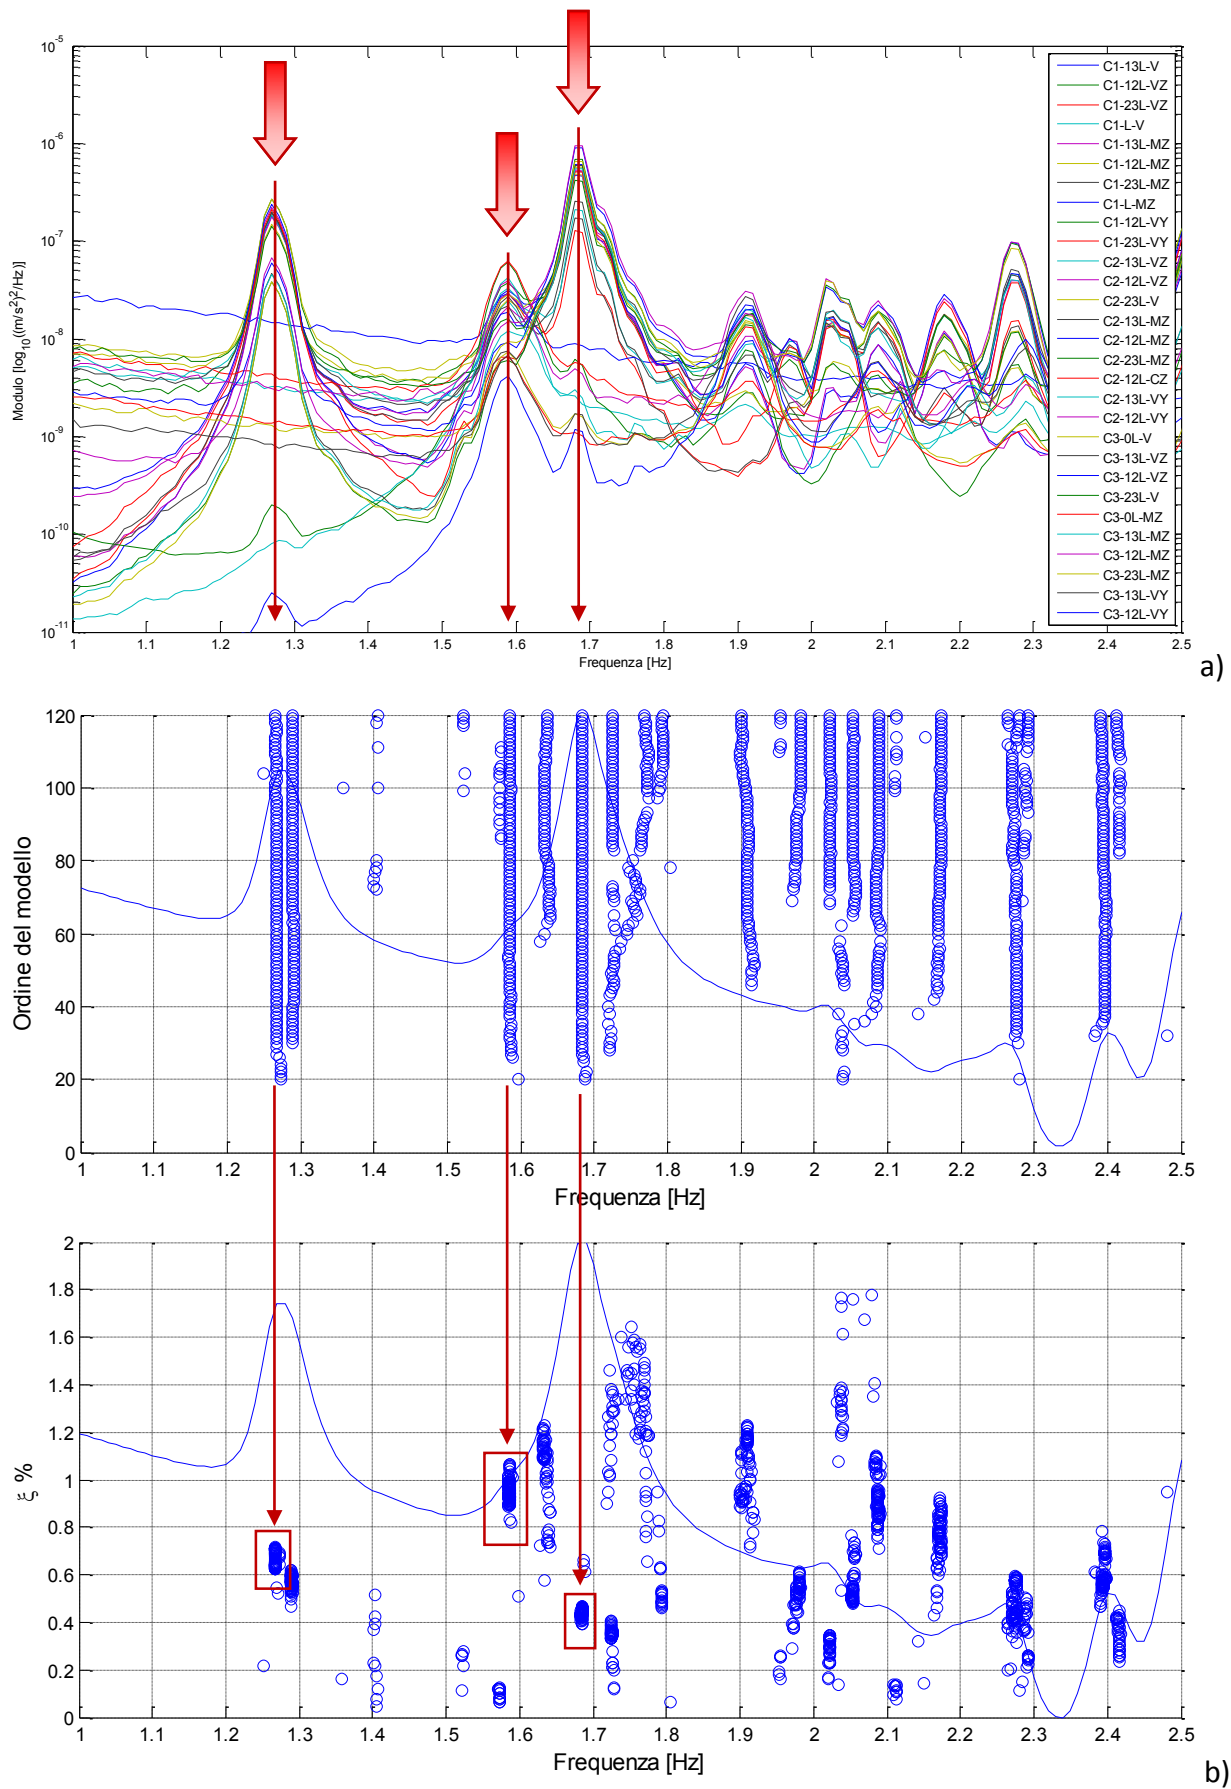 10^-5
10^-6
10^-7
10^-8
10^-9
10^-10
10^-11
Modulo [log10((m/s^2)^2/Hz)]
1 1.1 1.2 1.3 1.4 1.5 1.6 1.7 1.8 1.9 2 2.1 2.2 2.3 2.4 2.5
Frequenza [Hz]
C1-13L-V
C1-12L-VZ
C1-23L-VZ
C1-L-V
C1-13L-MZ
C1-12L-MZ
C1-23L-MZ
C1-L-MZ
C1-12L-VY
C1-23L-VY
C2-13L-VZ
C2-12L-VZ
C2-23L-V
C2-13L-MZ
C2-12L-MZ
C2-23L-MZ
C2-12L-CZ
C2-13L-VY
C2-12L-VY
C3-0L-V
C3-13L-VZ
C3-12L-VZ
C3-23L-V
C3-0L-MZ
C3-13L-MZ
C3-12L-MZ
C3-23L-MZ
C3-13L-VY
C3-12L-VY
a)
120
100
80
60
40
20
0
Ordine del modello
1 1.1 1.2 1.3 1.4 1.5 1.6 1.7 1.8 1.9 2 2.1 2.2 2.3 2.4 2.5
Frequenza [Hz]
2
1.8
1.6
1.4
1.2
1
0.8
0.6
0.4
0.2
0
ξ %
1 1.1 1.2 1.3 1.4 1.5 1.6 1.7 1.8 1.9 2 2.1 2.2 2.3 2.4 2.5
Frequenza [Hz]
b)